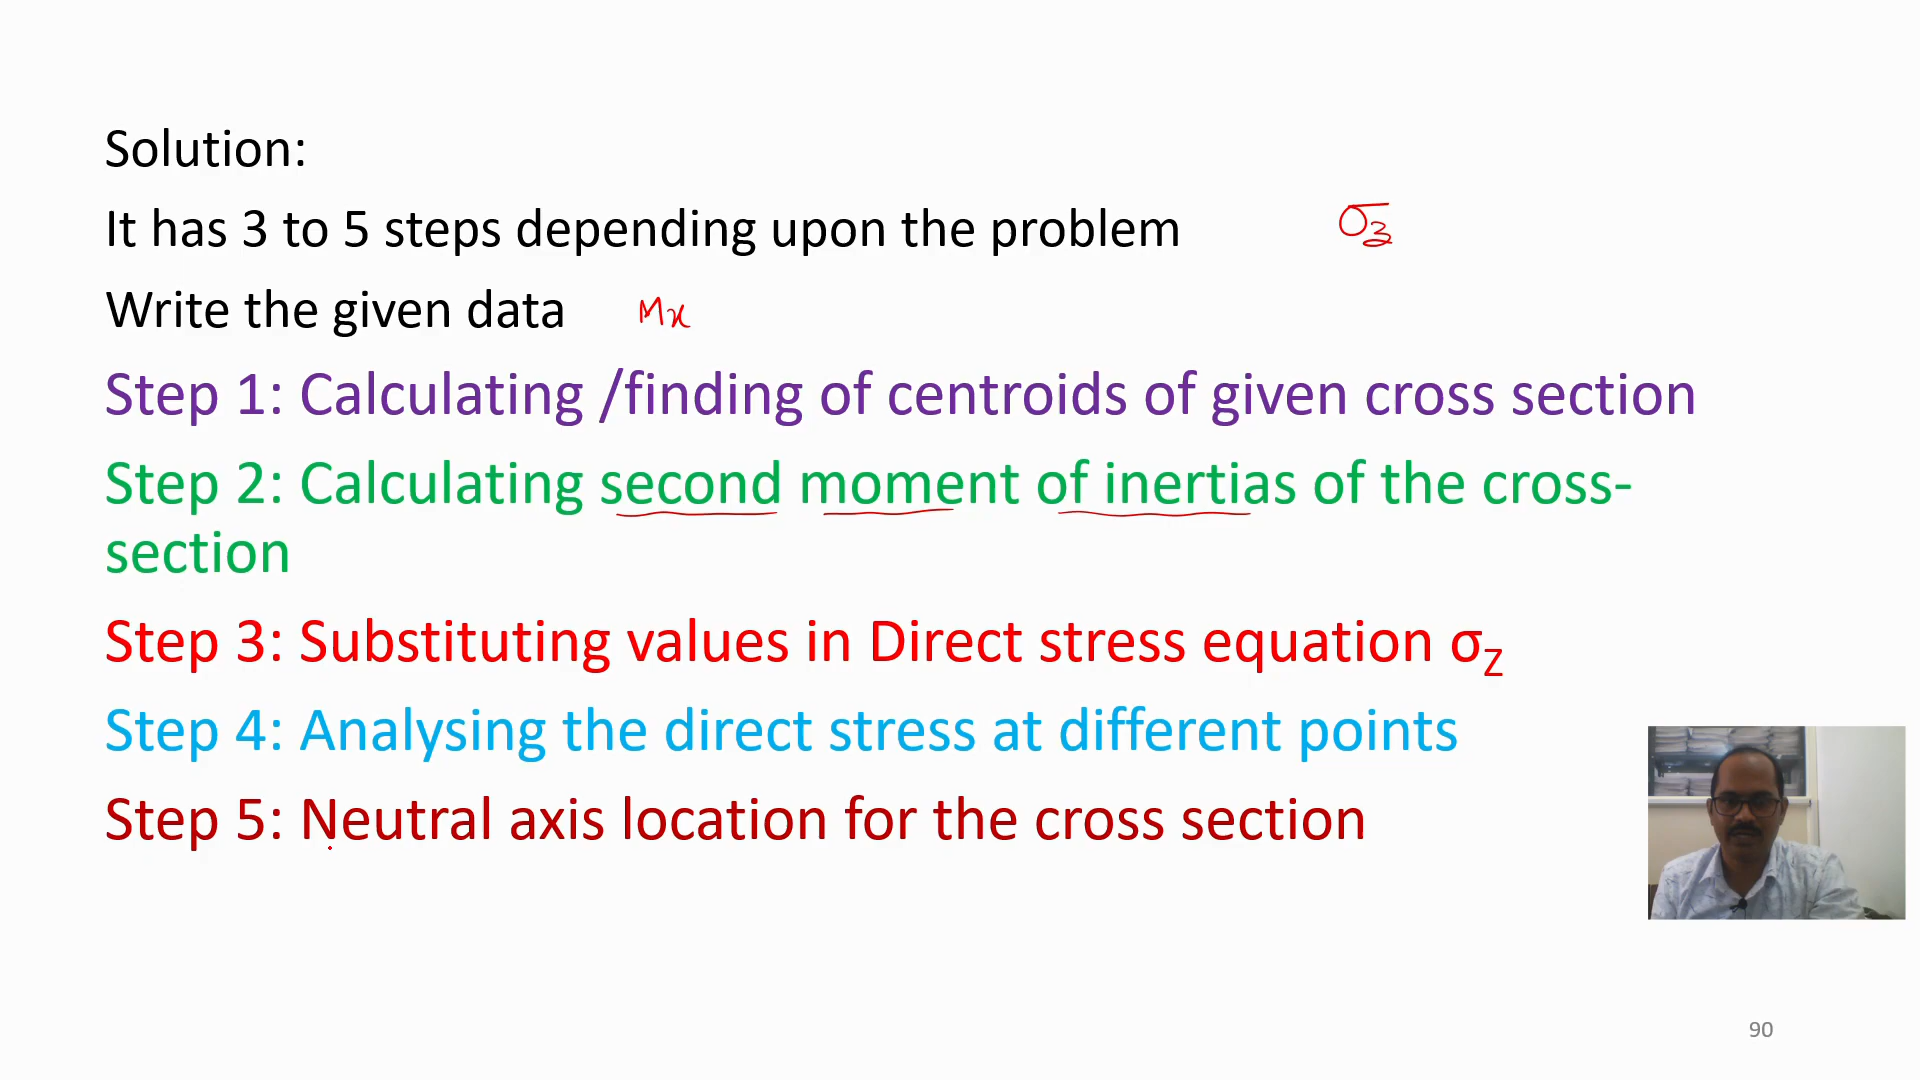 Solution:
It has 3 to 5 steps depending upon the problem σz
Write the given data Mx
Step 1: Calculating /finding of centroids of given cross section
Step 2: Calculating second moment of inertias of the cross-
section
Step 3: Substituting values in Direct stress equation σZ
Step 4: Analysing the direct stress at different points
Step 5: Neutral axis location for the cross section
90